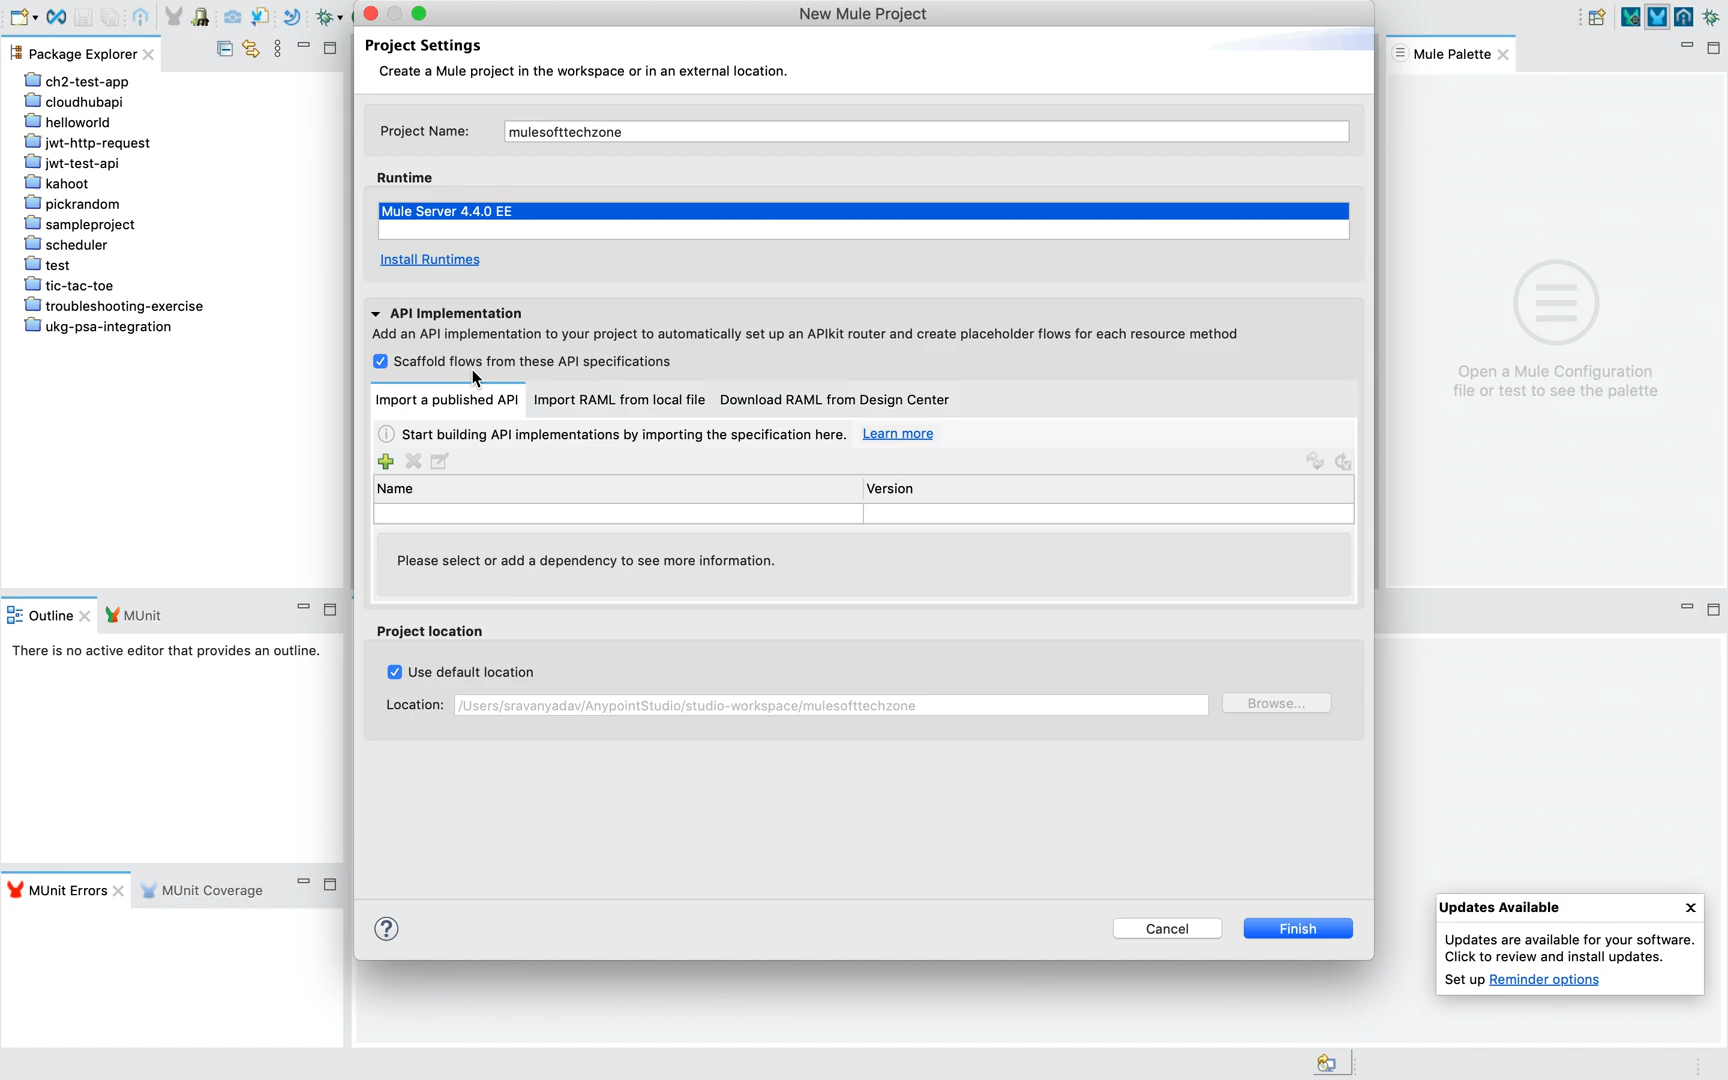 New Mule Project
Package Explorer
ch2-test-app
cloudhubapi
helloworld
jwt-http-request
jwt-test-api
kahoot
pickrandom
sampleproject
scheduler
test
tic-tac-toe
troubleshooting-exercise
ukg-psa-integration
Project Settings
Create a Mule project in the workspace or in an external location.
Project Name: mulesofttechzone
Runtime
Mule Server 4.4.0 EE
Install Runtimes
API Implementation
Add an API implementation to your project to automatically set up an APIkit router and create placeholder flows for each resource method
Scaffold flows from these API specifications
Import a published API Import RAML from local file Download RAML from Design Center
Start building API implementations by importing the specification here. Learn more
Name Version
Please select or add a dependency to see more information.
Project location
Use default location
Location: /Users/sravanyadav/AnypointStudio/studio-workspace/mulesofttechzone Browse...
Cancel Finish
Mule Palette
Open a Mule Configuration
file or test to see the palette
Outline MUnit
There is no active editor that provides an outline.
MUnit Errors MUnit Coverage
Updates Available
Updates are available for your software.
Click to review and install updates.
Set up Reminder options